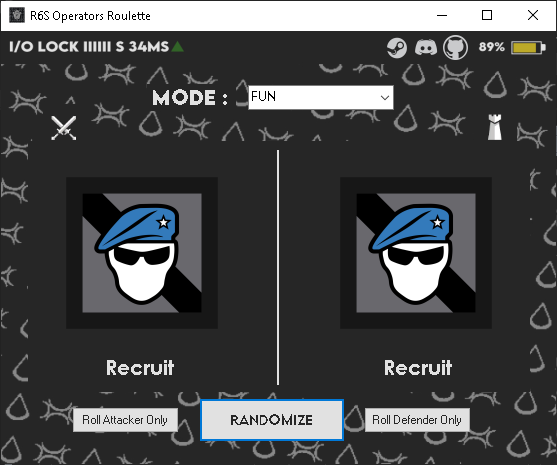 R6S Operators Roulette
I/O LOCK IIIIII S 34MS
89%
MODE :
FUN
Recruit
Recruit
Roll Attacker Only
RANDOMIZE
Roll Defender Only